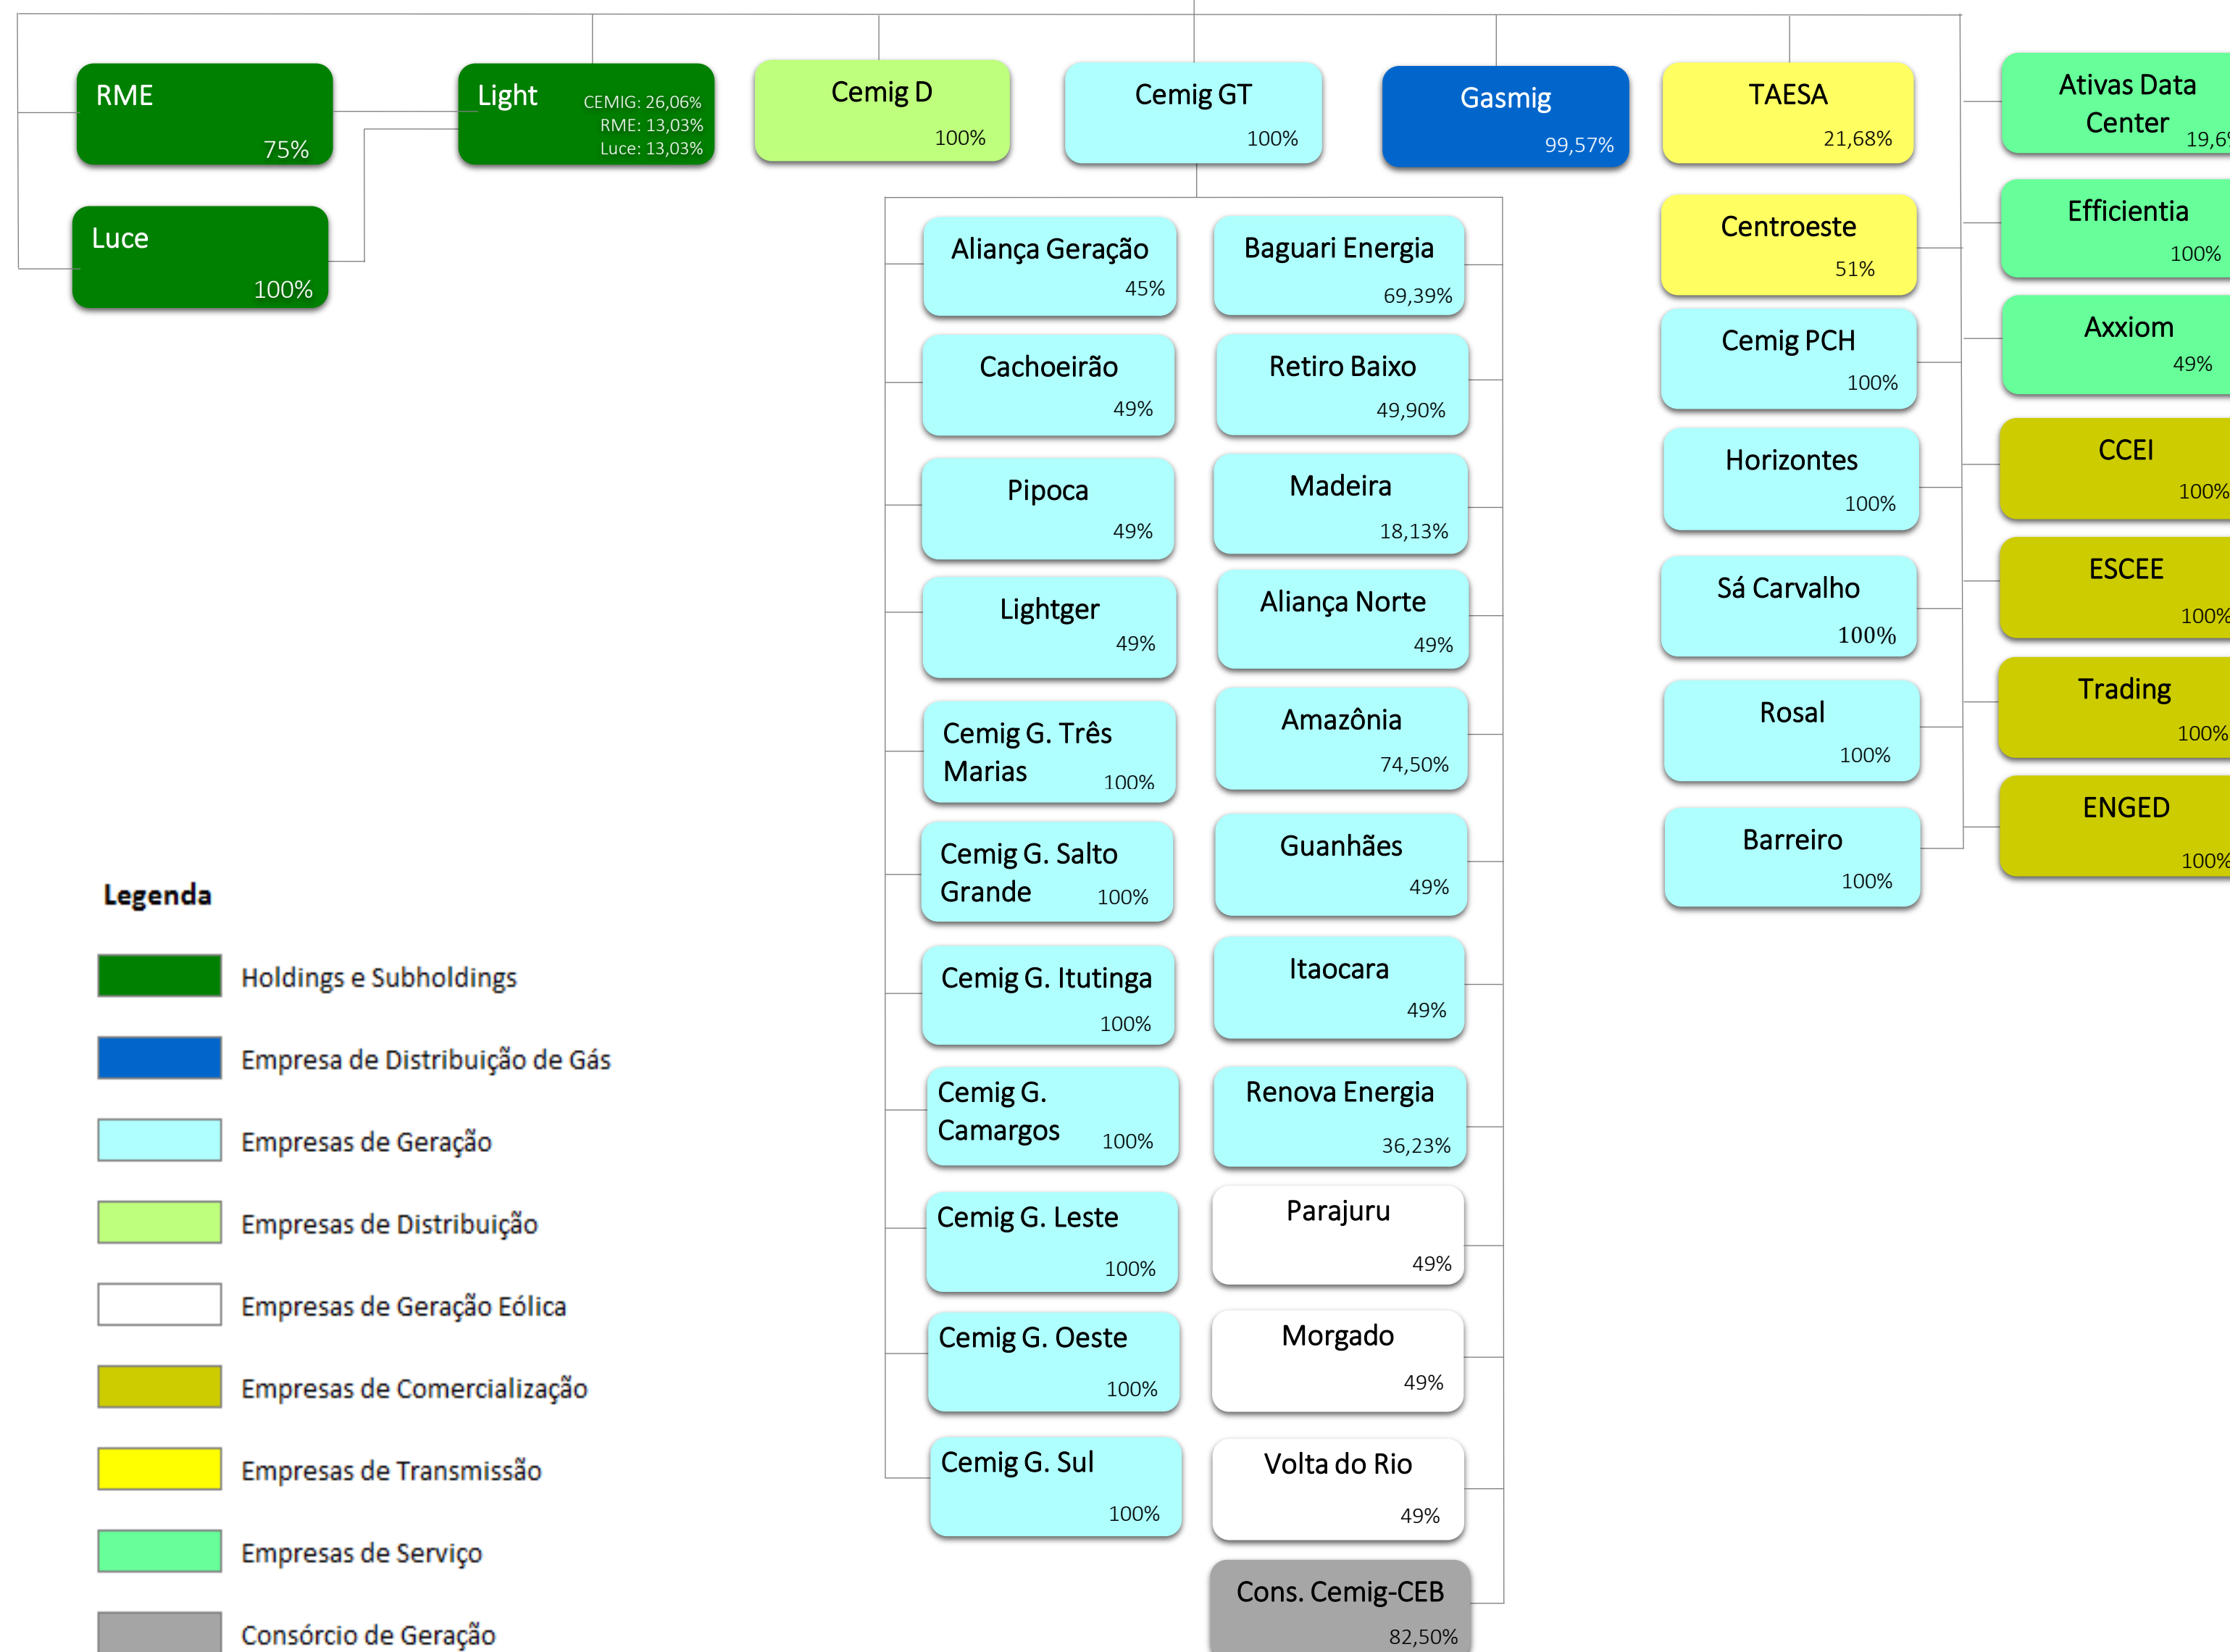 RME
75%
Light
CEMIG: 26,06%
RME: 13,03%
Luce: 13,03%
Cemig D
100%
Cemig GT
100%
Gasmig
99,57%
TAESA
21,68%
Ativas Data
Center
19,6
Luce
100%
Aliança Geração
45%
Cachoeirão
49%
Pipoca
49%
Lightger
49%
Cemig G. Três
Marias
100%
Cemig G. Salto
Grande
100%
Cemig G. Itutinga
100%
Cemig G.
Camargos
100%
Cemig G. Leste
100%
Cemig G. Oeste
100%
Cemig G. Sul
100%
Baguari Energia
69,39%
Retiro Baixo
49,90%
Madeira
18,13%
Aliança Norte
49%
Amazônia
74,50%
Guanhães
49%
Itaocara
49%
Renova Energia
36,23%
Parajuru
49%
Morgado
49%
Volta do Rio
49%
Cons. Cemig-CEB
82,50%
Centroeste
51%
Cemig PCH
100%
Horizontes
100%
Sá Carvalho
100%
Rosal
100%
Barreiro
100%
Efficientia
100%
Axxiom
49%
CCEI
100%
ESCEE
100%
Trading
100%
ENGED
100%
Legenda
Holdings e Subholdings
Empresa de Distribuição de Gás
Empresas de Geração
Empresas de Distribuição
Empresas de Geração Eólica
Empresas de Comercialização
Empresas de Transmissão
Empresas de Serviço
Consórcio de Geração